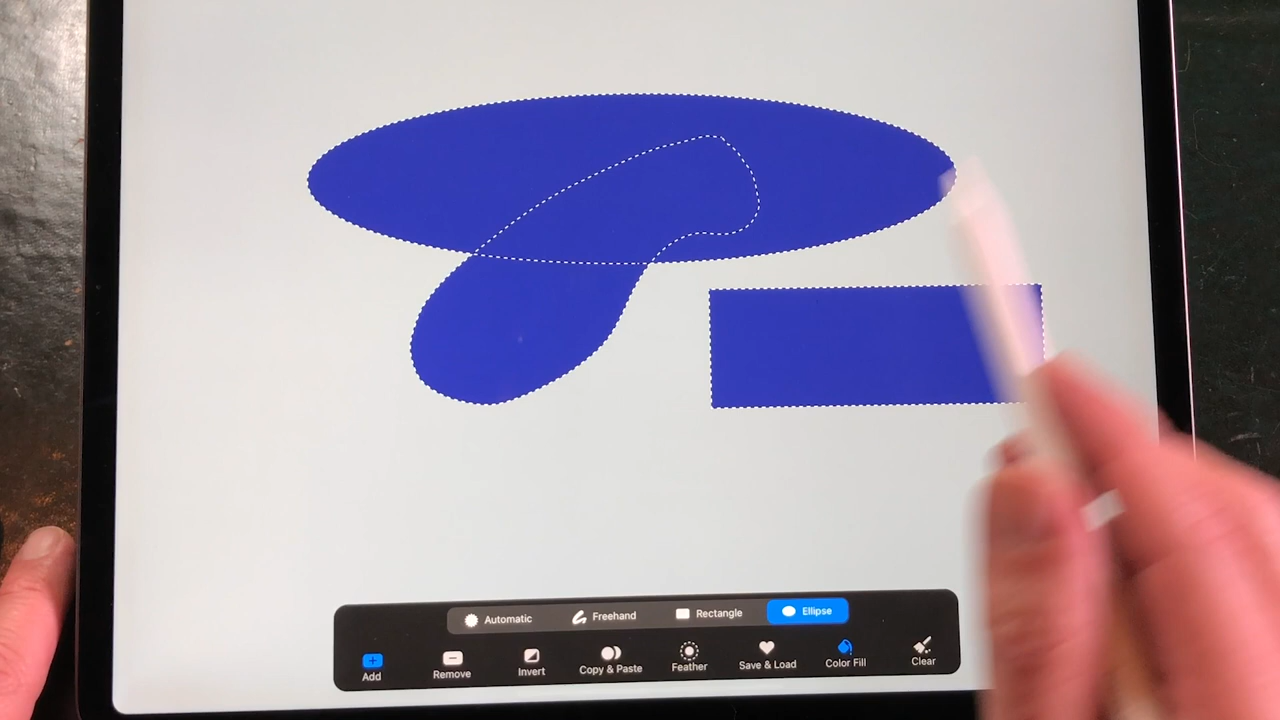 Automatic Freehand Rectangle Ellipse
Add Remove Invert Copy & Paste Feather Save & Load Color Fill Clear